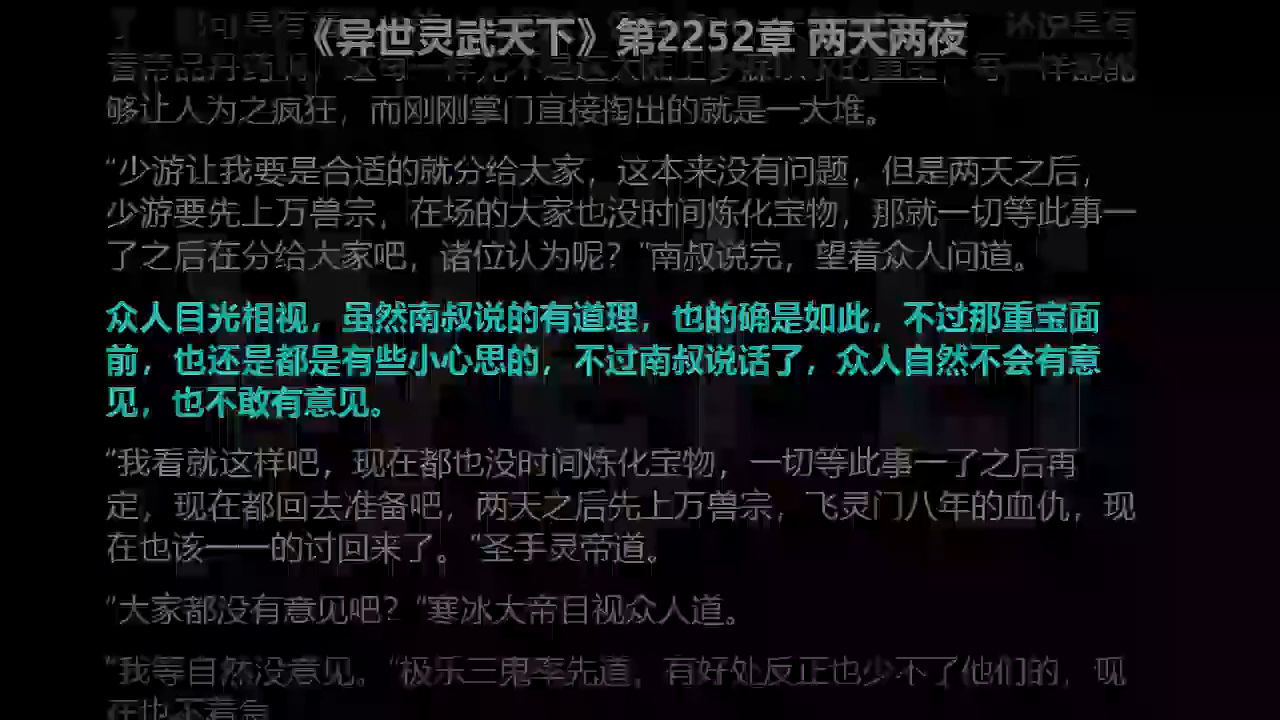 《异世灵武天下》第2252章 两天两夜
够让人为之疯狂，而刚刚掌门直接掏出的就是一大堆。
“少游让我要是合适的就分给大家，这本来没有问题，但是两天之后，
少游要先上万兽宗，在场的大家也没时间炼化宝物，那就一切等此事一
了之后在分给大家吧，诸位认为呢？”南叔说完，望着众人问道。
众人目光相视，虽然南叔说的有道理，也的确是如此，不过那重宝面
前，也还是都是有些小心思的，不过南叔说话了，众人自然不会有意
见，也不敢有意见。
“我看就这样吧，现在都也没时间炼化宝物，一切等此事一了之后再
定，现在都回去准备吧，两天之后先上万兽宗，飞灵门八年的血仇，现
在也该一一的讨回来了。”圣手灵帝道。
“大家都没有意见吧？”寒冰大帝目视众人道。
“我等自然没意见。”极乐三鬼率先道，有好处反正也少不了他们的，现
在也不着急